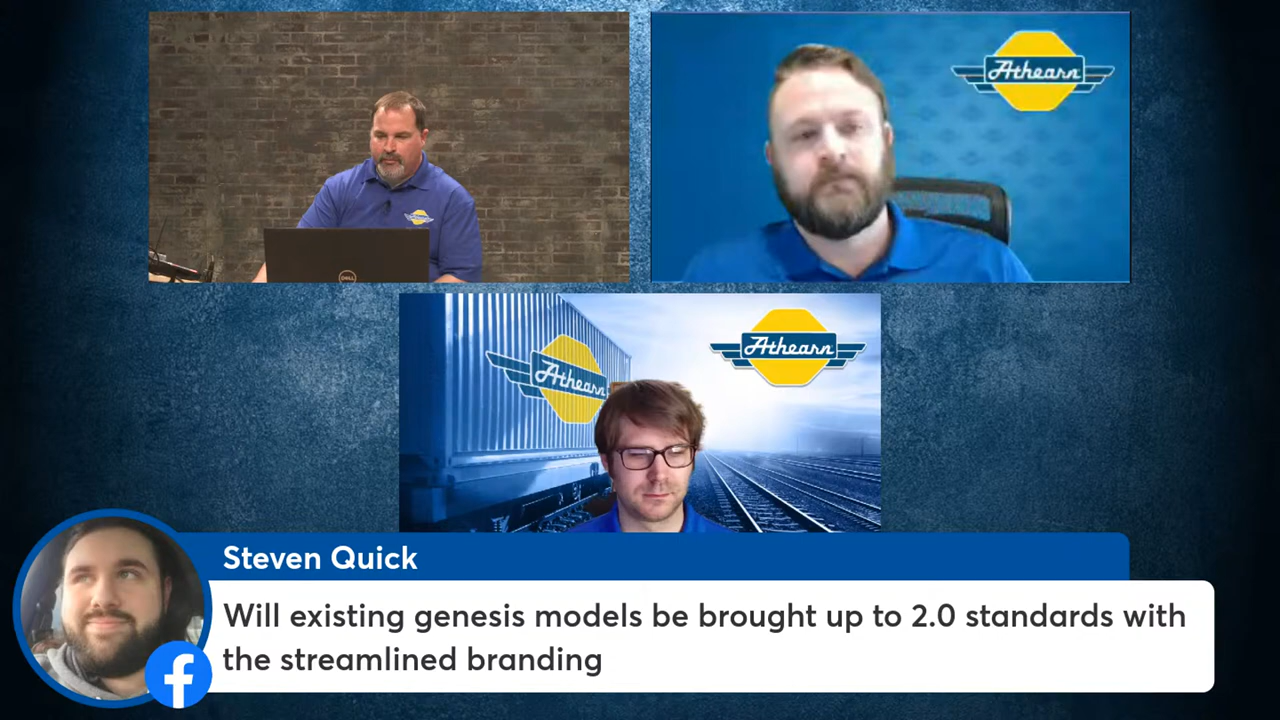 Athearn
Athearn
Athearn
DELL
Steven Quick
Will existing genesis models be brought up to 2.0 standards with
the streamlined branding